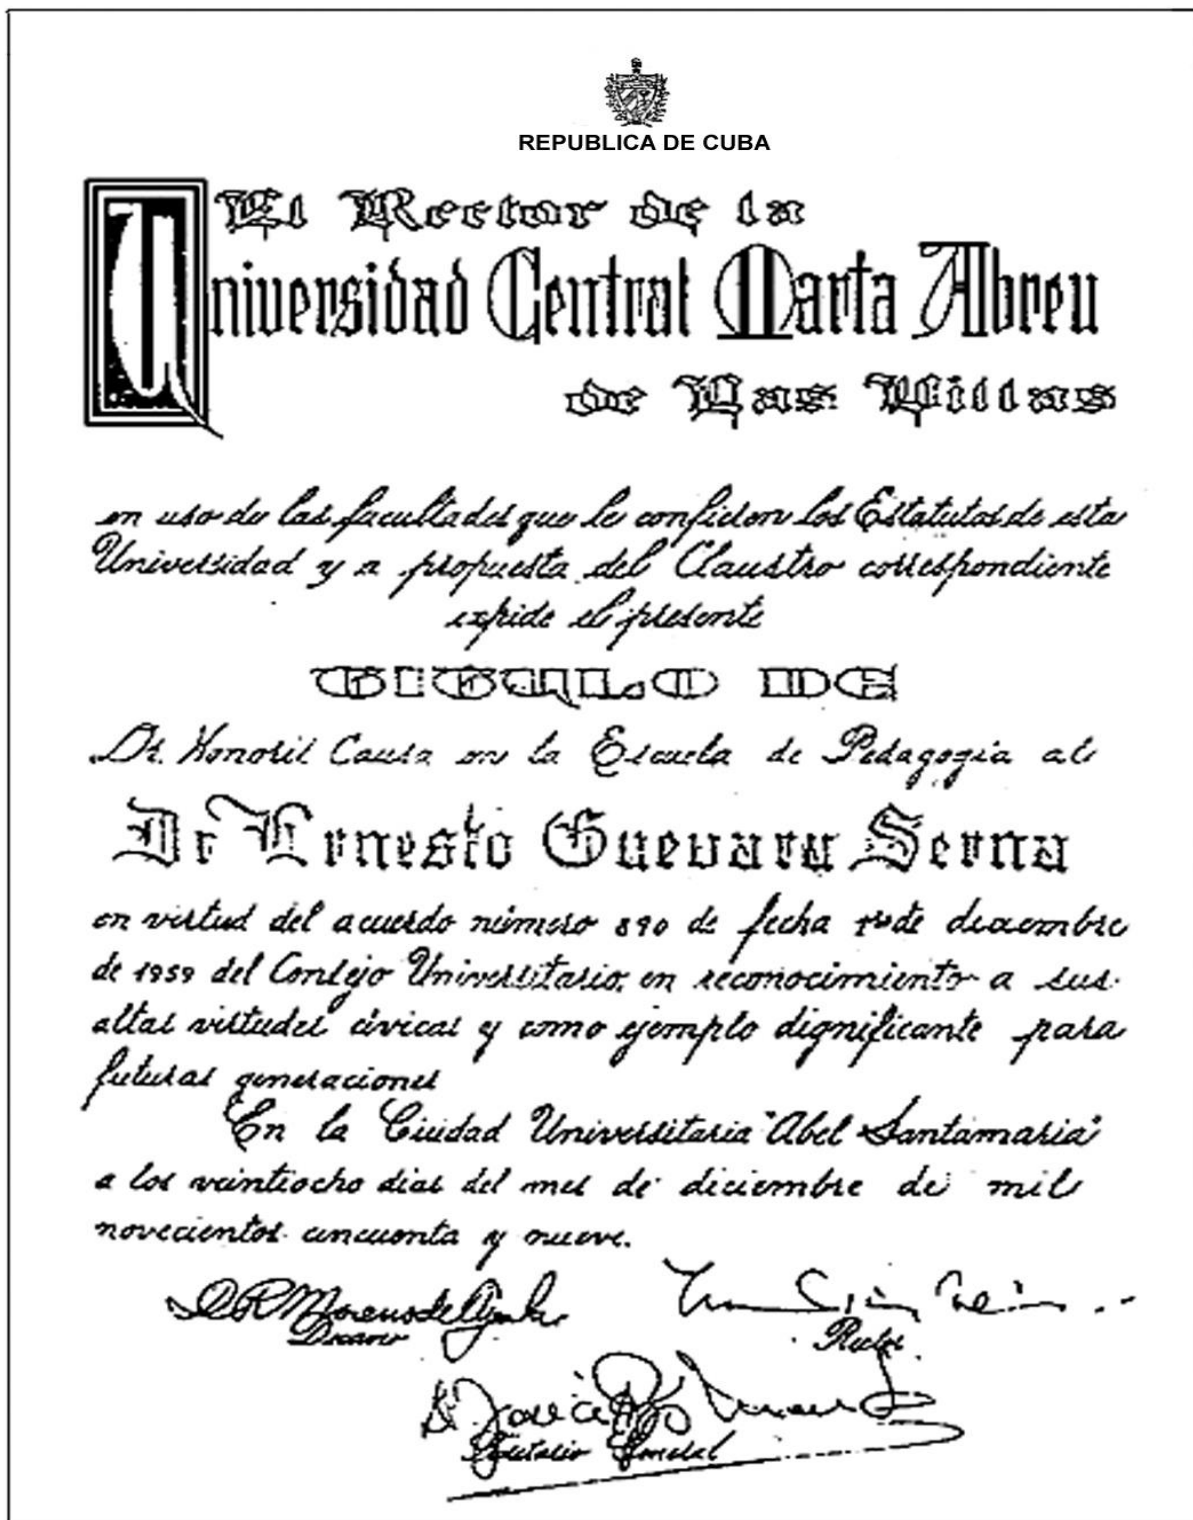 REPUBLICA DE CUBA
El Rector de la
Universidad Central Marta Abreu
de Las Villas
en uso de las facultades que le confieren los Estatutos de esta
Universidad y a propuesta del Claustro correspondiente
expide el presente
TITULO DE
Dr. Honoris Causa en la Escuela de Pedagogia al
Dr Ernesto Guevara Serna
en virtud del acuerdo número 890 de fecha 1ro de diciembre
de 1959 del Consejo Universitario, en reconocimiento a sus
altas virtudes cívicas y como ejemplo dignificante para
futuras generaciones
En la Ciudad Universitaria "Abel Santamaria"
a los veintiocho dias del mes de diciembre de mil
novecientos cincuenta y nueve.
Decano
Rector
Secretario General